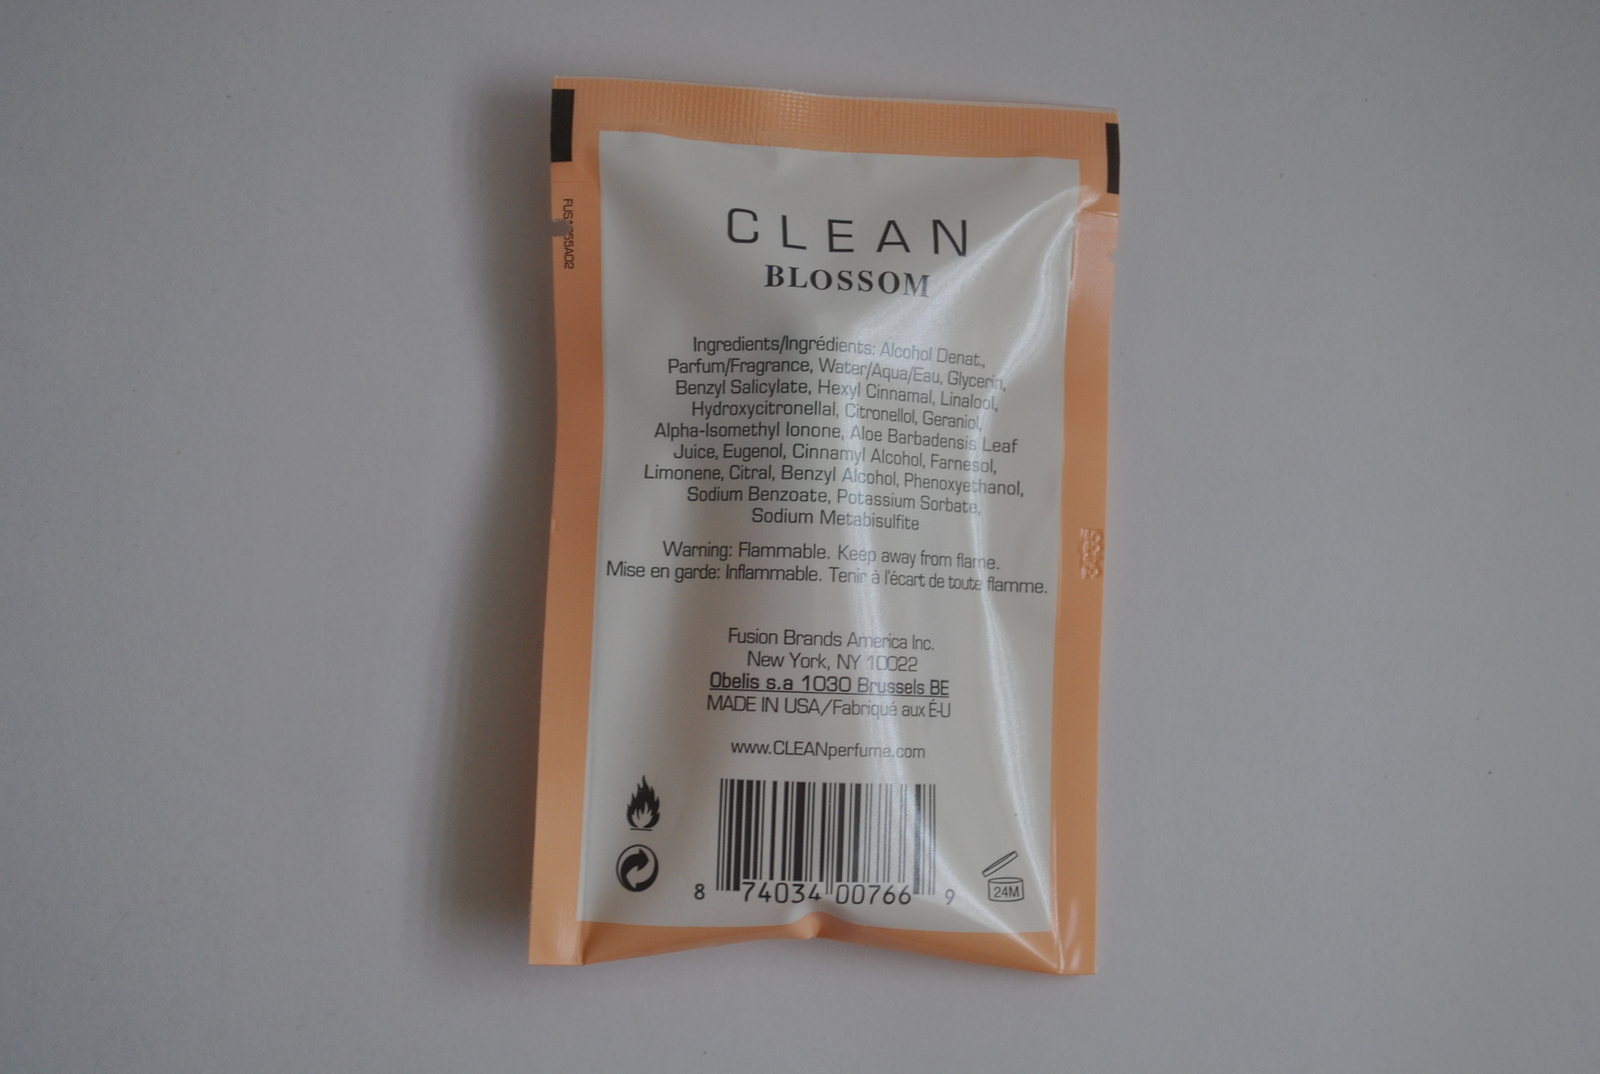 CLEAN
BLOSSOM
Ingredients/Ingrédients: Alcohol Denat.,
Parfum/Fragrance, Water/Aqua/Eau, Glycerin,
Benzyl Salicylate, Hexyl Cinnamal, Linalool,
Hydroxycitronellal, Citronellol, Geraniol,
Alpha-Isomethyl Ionone, Aloe Barbadensis Leaf
Juice, Eugenol, Cinnamyl Alcohol, Farnesol,
Limonene, Citral, Benzyl Alcohol, Phenoxyethanol,
Sodium Benzoate, Potassium Sorbate,
Sodium Metabisulfite
Warning: Flammable. Keep away from flame.
Mise en garde: Inflammable. Tenir à l'écart de toute flamme.
Fusion Brands America Inc.
New York, NY 10022
Obelis s.a 1030 Brussels BE
MADE IN USA/Fabriqué aux É-U
www.CLEANperfume.com
8 74034 00766 9
24M